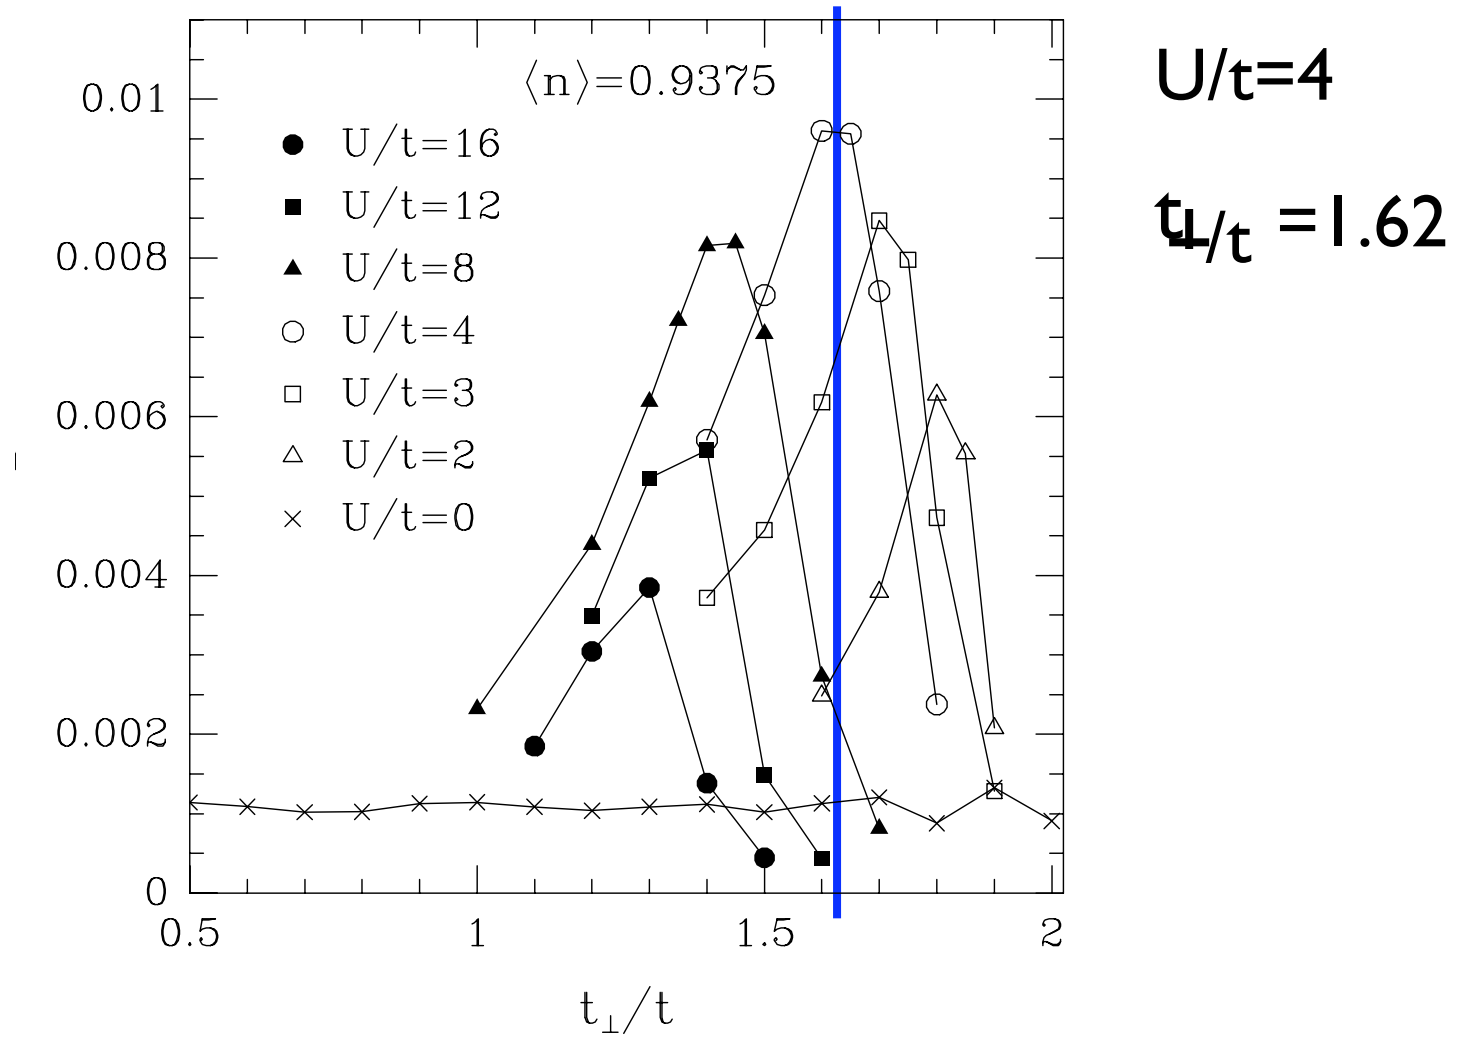 ⟨n⟩=0.9375
U/t=16
U/t=12
U/t=8
U/t=4
U/t=3
U/t=2
U/t=0
0.01
0.008
0.006
0.004
0.002
0
0.5 1 1.5 2
t⊥/t
U/t=4
t⊥/t =1.62